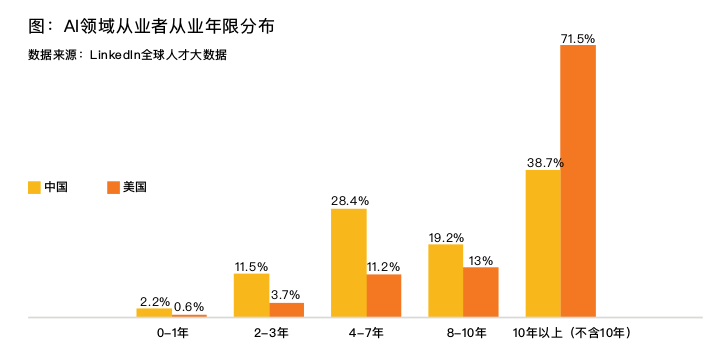 图：AI领域从业者从业年限分布
数据来源：LinkedIn全球人才大数据
71.5%
38.7%
中国 美国
28.4%
19.2%
11.5% 11.2% 13%
2.2% 0.6% 3.7%
0–1年 2–3年 4–7年 8–10年 10年以上（不含10年）